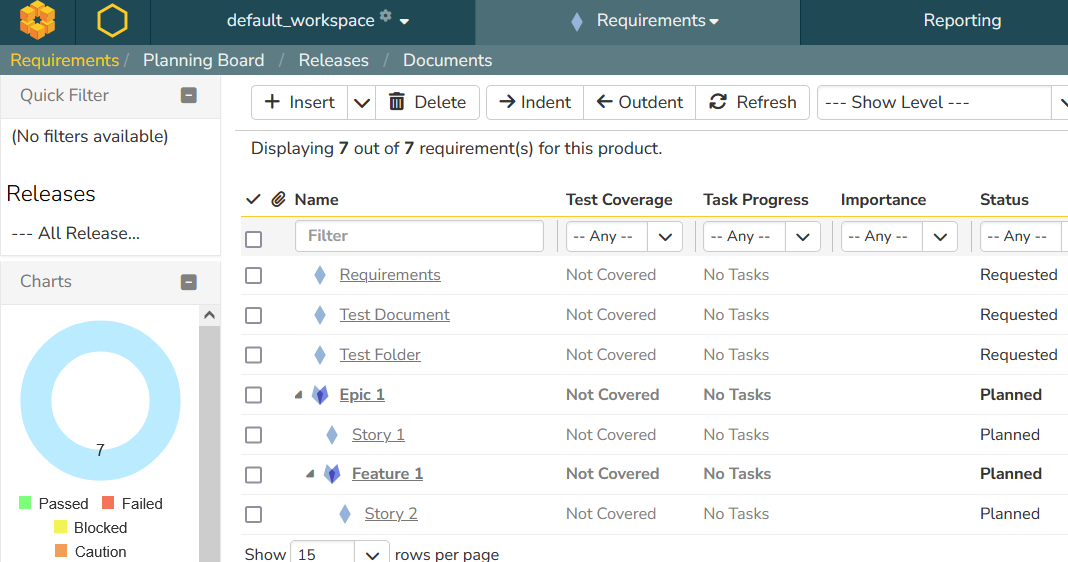 default_workspace Requirements Reporting
Requirements / Planning Board / Releases / Documents
Quick Filter
(No filters available)
Releases
--- All Release...
Charts
7
Passed Failed
Blocked
Caution
Insert Delete Indent Outdent Refresh --- Show Level ---
Displaying 7 out of 7 requirement(s) for this product.
Name Test Coverage Task Progress Importance Status
Filter -- Any -- -- Any -- -- Any -- -- Any --
Requirements Not Covered No Tasks Requested
Test Document Not Covered No Tasks Requested
Test Folder Not Covered No Tasks Requested
Epic 1 Not Covered No Tasks Planned
Story 1 Not Covered No Tasks Planned
Feature 1 Not Covered No Tasks Planned
Story 2 Not Covered No Tasks Planned
Show 15 rows per page